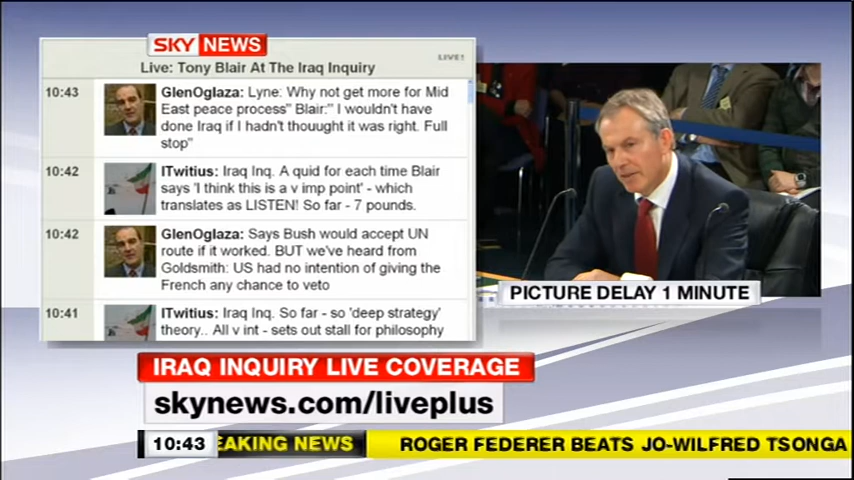 SKY NEWS
LIVE!
Live: Tony Blair At The Iraq Inquiry
10:43
GlenOglaza: Lyne: Why not get more for Mid
East peace process" Blair:" I wouldn't have
done Iraq if I hadn't thouught it was right. Full
stop"
10:42
ITwitius: Iraq Inq. A quid for each time Blair
says 'I think this is a v imp point' - which
translates as LISTEN! So far - 7 pounds.
10:42
GlenOglaza: Says Bush would accept UN
route if it worked. BUT we've heard from
Goldsmith: US had no intention of giving the
French any chance to veto
10:41
ITwitius: Iraq Inq. So far - so 'deep strategy'
theory.. All v int - sets out stall for philosophy
PICTURE DELAY 1 MINUTE
IRAQ INQUIRY LIVE COVERAGE
skynews.com/liveplus
10:43 EAKING NEWS ROGER FEDERER BEATS JO-WILFRED TSONGA